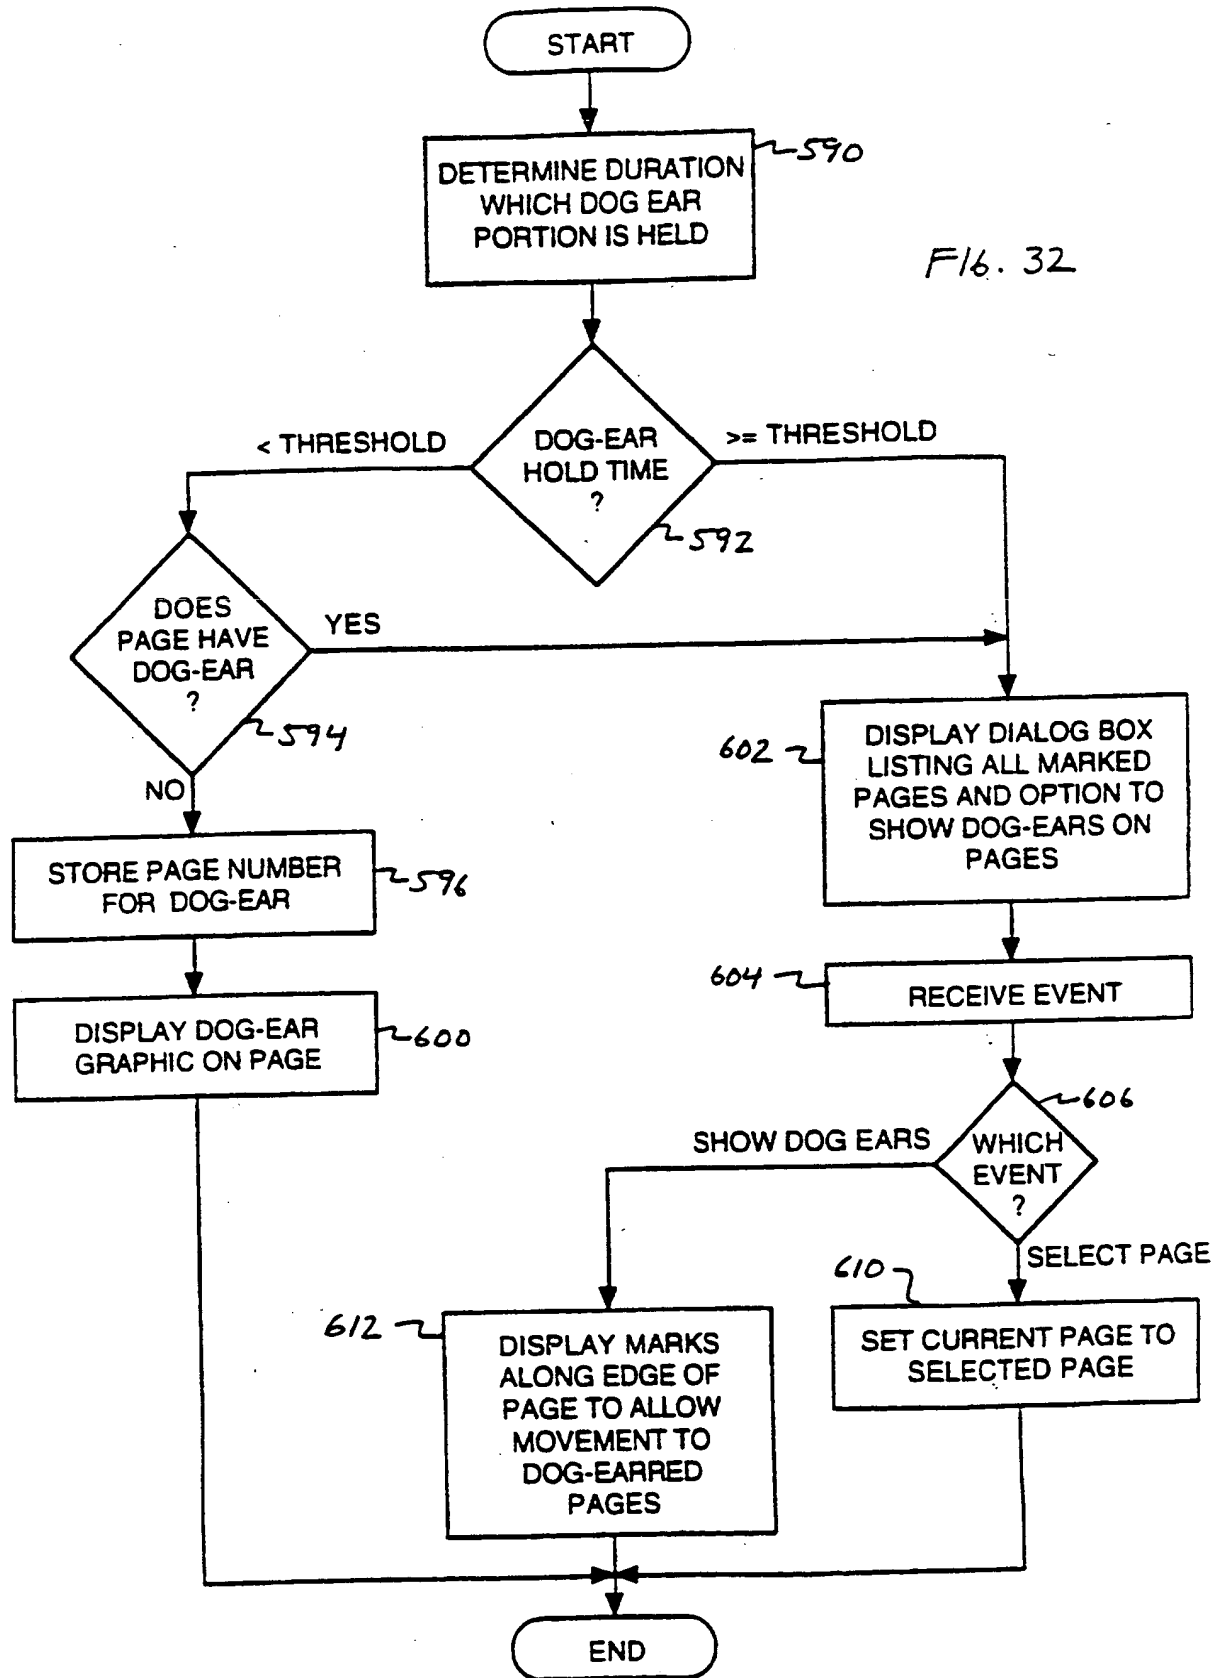 START
DETERMINE DURATION
WHICH DOG EAR
PORTION IS HELD
590
FIG. 32
< THRESHOLD
DOG-EAR
HOLD TIME
?
>= THRESHOLD
592
DOES
PAGE HAVE
DOG-EAR
?
YES
594
NO
602
DISPLAY DIALOG BOX
LISTING ALL MARKED
PAGES AND OPTION TO
SHOW DOG-EARS ON
PAGES
STORE PAGE NUMBER
FOR DOG-EAR
596
604
RECEIVE EVENT
DISPLAY DOG-EAR
GRAPHIC ON PAGE
600
606
SHOW DOG EARS
WHICH
EVENT
?
SELECT PAGE
610
612
DISPLAY MARKS
ALONG EDGE OF
PAGE TO ALLOW
MOVEMENT TO
DOG-EARRED
PAGES
SET CURRENT PAGE TO
SELECTED PAGE
END